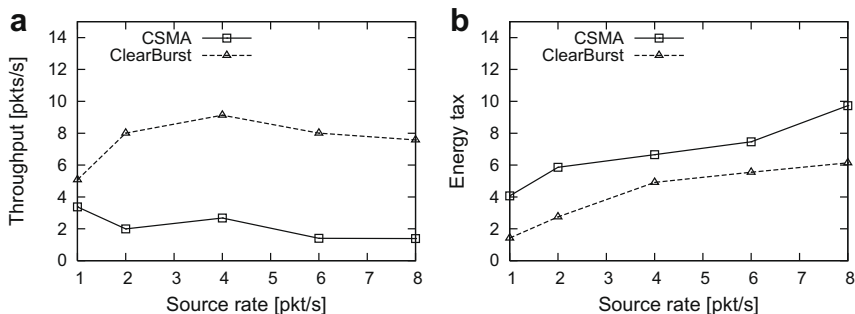 a
Throughput [pkts/s]
14
12
10
8
6
4
2
0
CSMA
ClearBurst
1 2 3 4 5 6 7 8
Source rate [pkt/s]
b
Energy tax
14
12
10
8
6
4
2
0
CSMA
ClearBurst
1 2 3 4 5 6 7 8
Source rate [pkt/s]